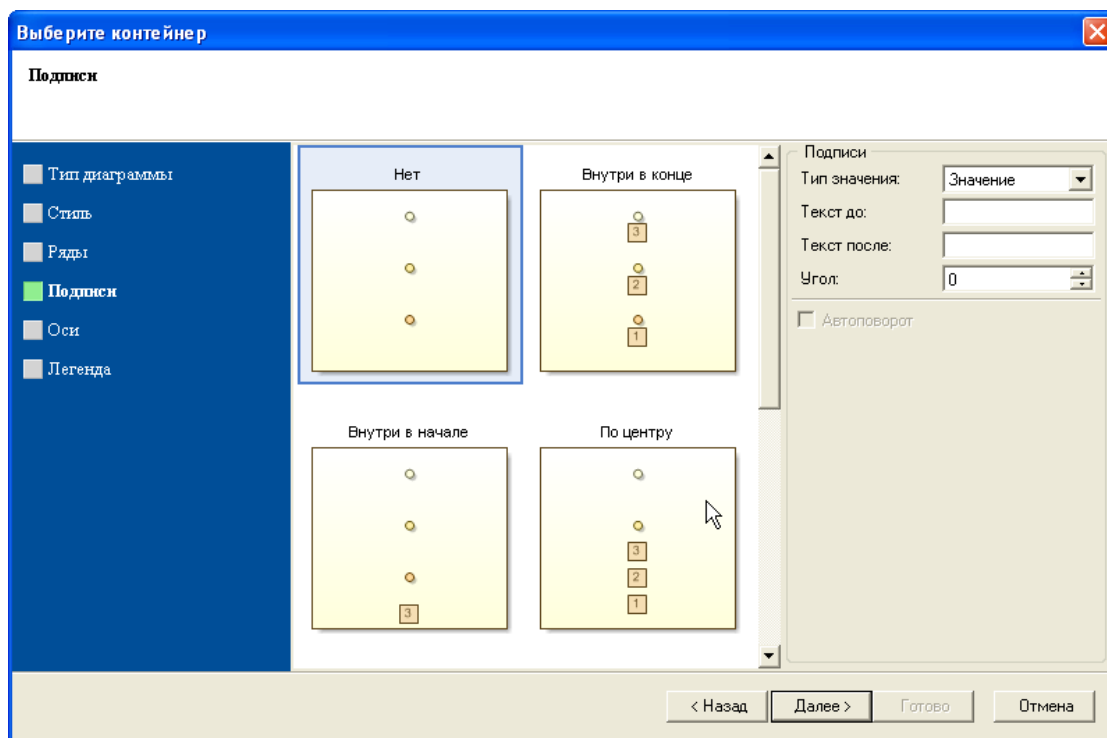 Выберите контейнер
Подписи
Тип диаграммы
Стиль
Ряды
Подписи
Оси
Легенда
Нет
Внутри в конце
3
2
1
Внутри в начале
По центру
3
3
2
1
Подписи
Тип значения: Значение
Текст до:
Текст после:
Угол: 0
Автоповорот
< Назад
Далее >
Готово
Отмена